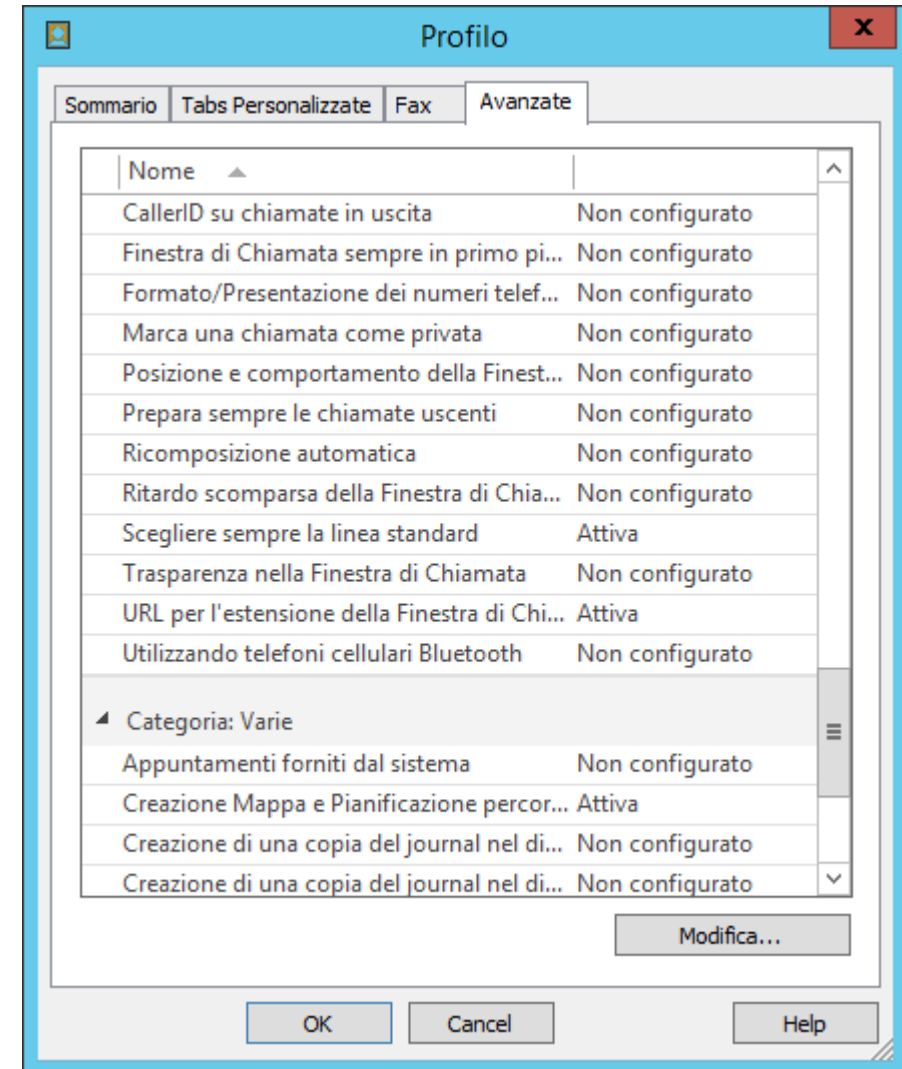 Profilo
x
Sommario Tabs Personalizzate Fax Avanzate
Nome
CallerID su chiamate in uscita Non configurato
Finestra di Chiamata sempre in primo pi... Non configurato
Formato/Presentazione dei numeri telef... Non configurato
Marca una chiamata come privata Non configurato
Posizione e comportamento della Finest... Non configurato
Prepara sempre le chiamate uscenti Non configurato
Ricomposizione automatica Non configurato
Ritardo scomparsa della Finestra di Chia... Non configurato
Scegliere sempre la linea standard Attiva
Trasparenza nella Finestra di Chiamata Non configurato
URL per l'estensione della Finestra di Chi... Attiva
Utilizzando telefoni cellulari Bluetooth Non configurato
Categoria: Varie
Appuntamenti forniti dal sistema Non configurato
Creazione Mappa e Pianificazione percor... Attiva
Creazione di una copia del journal nel di... Non configurato
Creazione di una copia del journal nel di... Non configurato
Modifica...
OK Cancel Help